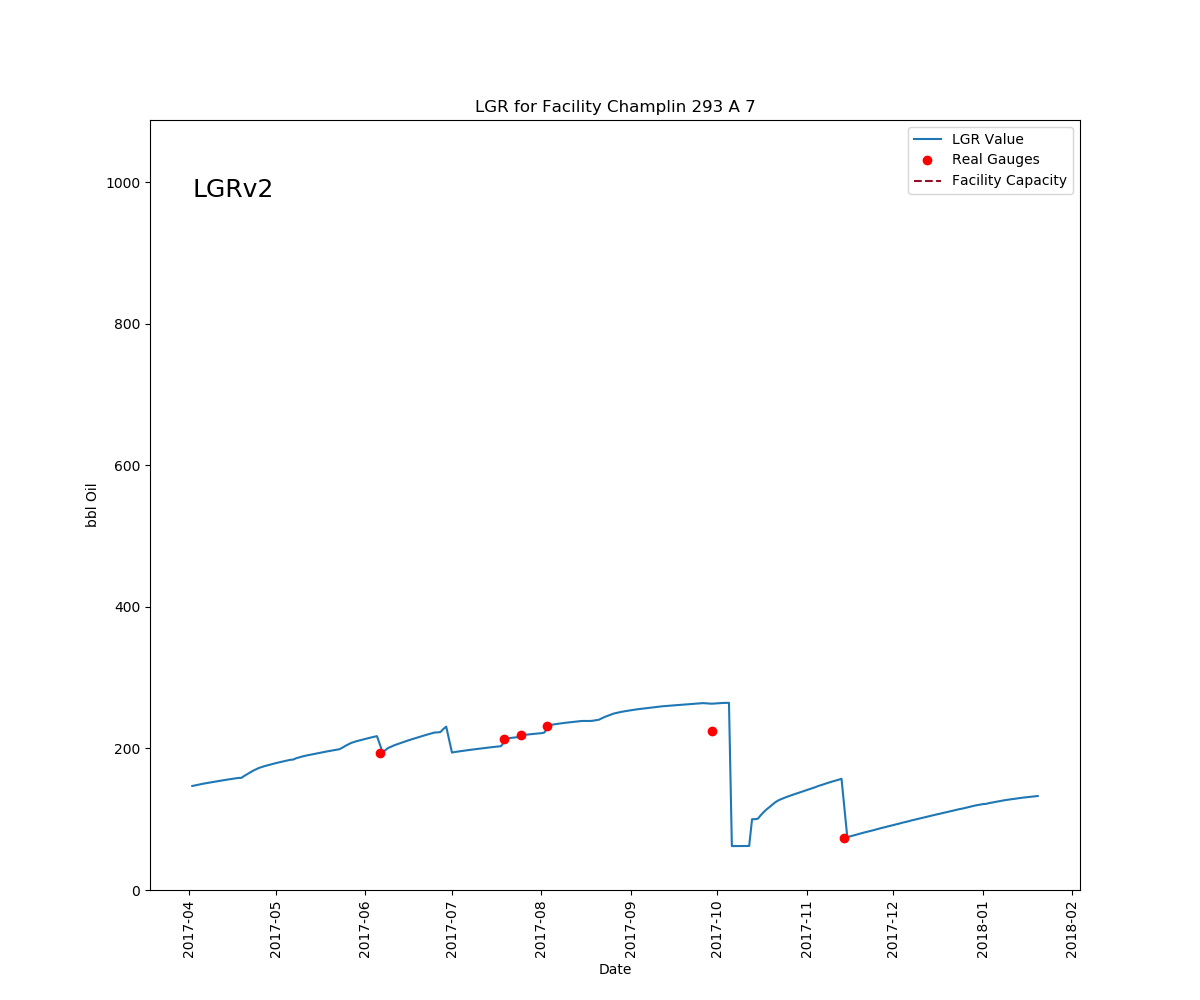 LGR for Facility Champlin 293 A 7
LGRv2
LGR Value
Real Gauges
Facility Capacity
bbl Oil
1000
800
600
400
200
0
2017-04
2017-05
2017-06
2017-07
2017-08
2017-09
2017-10
2017-11
2017-12
2018-01
2018-02
Date